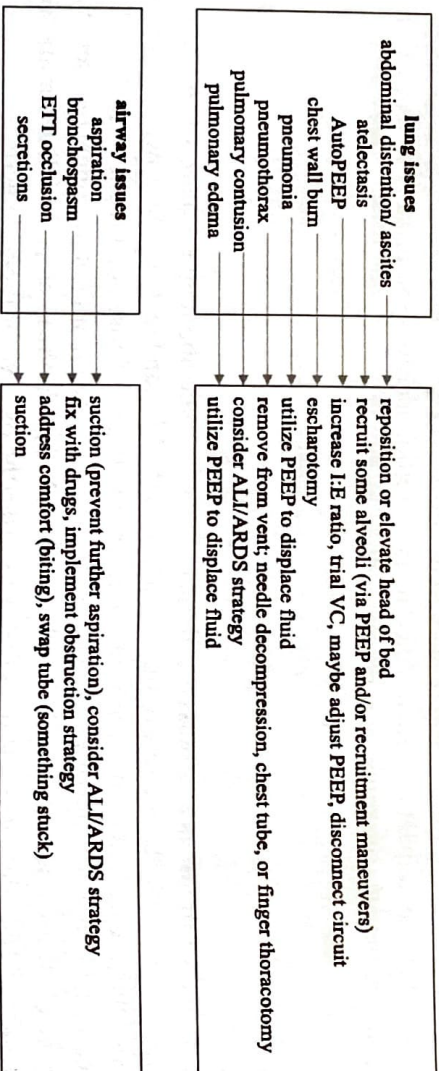 lung issues
abdominal distention/ ascites
atelectasis
AutoPEEP
chest wall burn
pneumonia
pneumothorax
pulmonary contusion
pulmonary edema
reposition or elevate head of bed
recruit some alveoli (via PEEP and/or recruitment maneuvers)
increase I:E ratio, trial VC, maybe adjust PEEP, disconnect circuit
escharotomy
utilize PEEP to displace fluid
remove from vent; needle decompression, chest tube, or finger thoracotomy
consider ALI/ARDS strategy
utilize PEEP to displace fluid
airway issues
aspiration
bronchospasm
ETT occlusion
secretions
suction (prevent further aspiration), consider ALI/ARDS strategy
fix with drugs, implement obstruction strategy
address comfort (biting), swap tube (something stuck)
suction